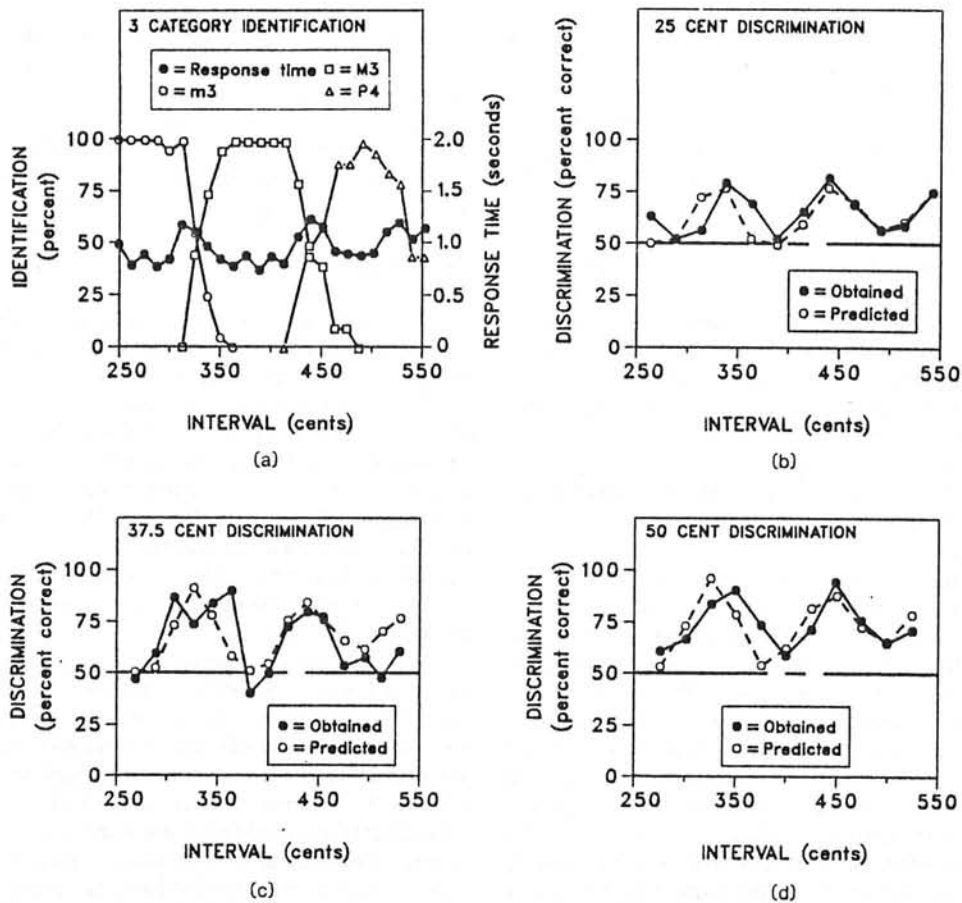 3 CATEGORY IDENTIFICATION
● = Response time □ = M3
○ = m3 △ = P4
IDENTIFICATION
(percent)
100
75
50
25
0
2.0
1.5
1.0
0.5
0
RESPONSE TIME (seconds)
250 350 450 550
INTERVAL (cents)
(a)
25 CENT DISCRIMINATION
DISCRIMINATION (percent correct)
100
75
50
25
0
● = Obtained
○ = Predicted
250 350 450 550
INTERVAL (cents)
(b)
37.5 CENT DISCRIMINATION
DISCRIMINATION
(percent correct)
100
75
50
25
0
● = Obtained
○ = Predicted
250 350 450 550
INTERVAL (cents)
(c)
50 CENT DISCRIMINATION
DISCRIMINATION
(percent correct)
100
75
50
25
0
● = Obtained
○ = Predicted
250 350 450 550
INTERVAL (cents)
(d)